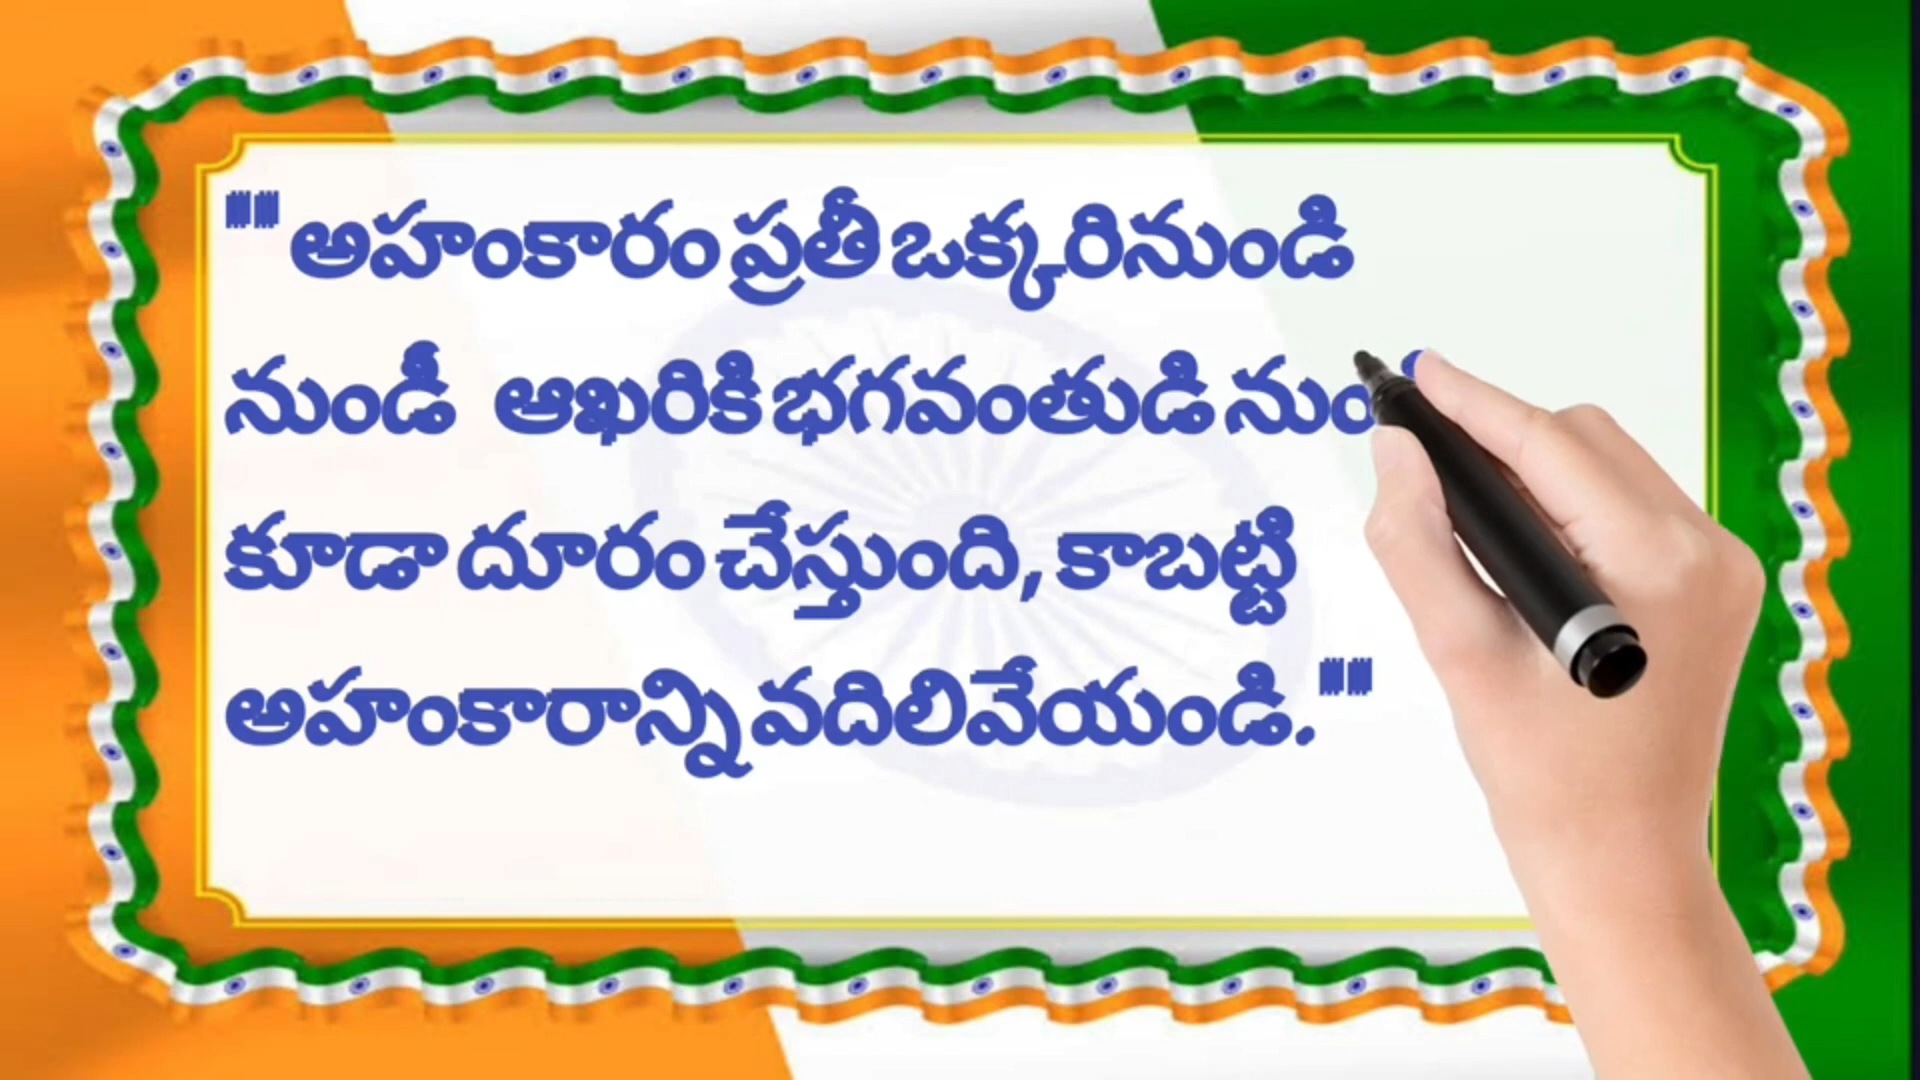 "" అహంకారం ప్రతీ ఒక్కరినుండి
నుండీ ఆఖరికి భగవంతుడి
కూడా దూరం చేస్తుంది, కాబట్టి
అహంకారాన్ని వదిలివేయండి.""